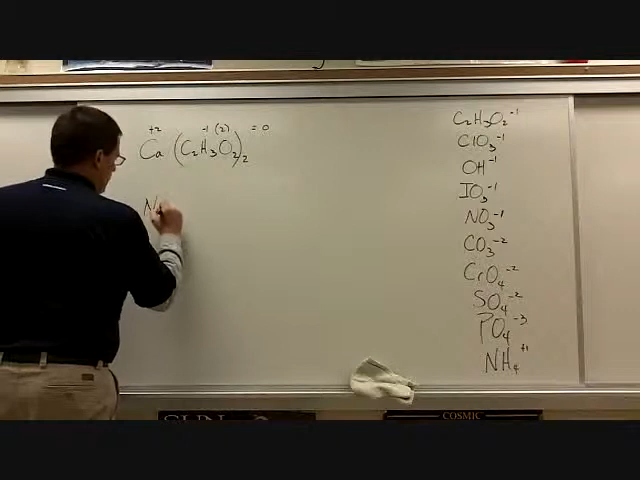 +2 -1 (2) = 0
Ca (C2H3O2)2
N
C2H3O2 -1
ClO3 -1
OH -1
IO3 -1
NO3 -1
CO3 -2
CrO4 -2
SO4 -2
PO4 -3
NH4 +1
COSMIC